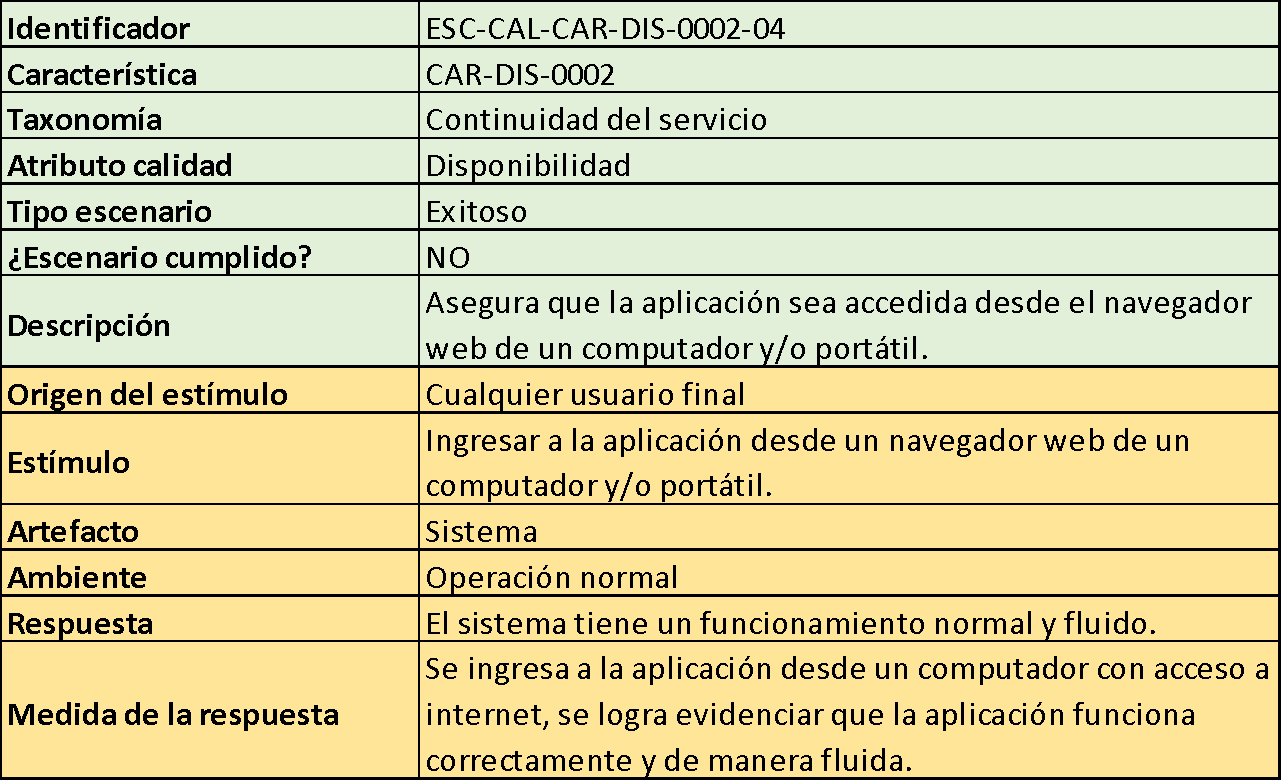 Identificador ESC-CAL-CAR-DIS-0002-04
Característica CAR-DIS-0002
Taxonomía Continuidad del servicio
Atributo calidad Disponibilidad
Tipo escenario Exitoso
¿Escenario cumplido? NO
Descripción Asegura que la aplicación sea accedida desde el navegador
web de un computador y/o portátil.
Origen del estímulo Cualquier usuario final
Estímulo Ingresar a la aplicación desde un navegador web de un
computador y/o portátil.
Artefacto Sistema
Ambiente Operación normal
Respuesta El sistema tiene un funcionamiento normal y fluido.
Medida de la respuesta Se ingresa a la aplicación desde un computador con acceso a
internet, se logra evidenciar que la aplicación funciona
correctamente y de manera fluida.